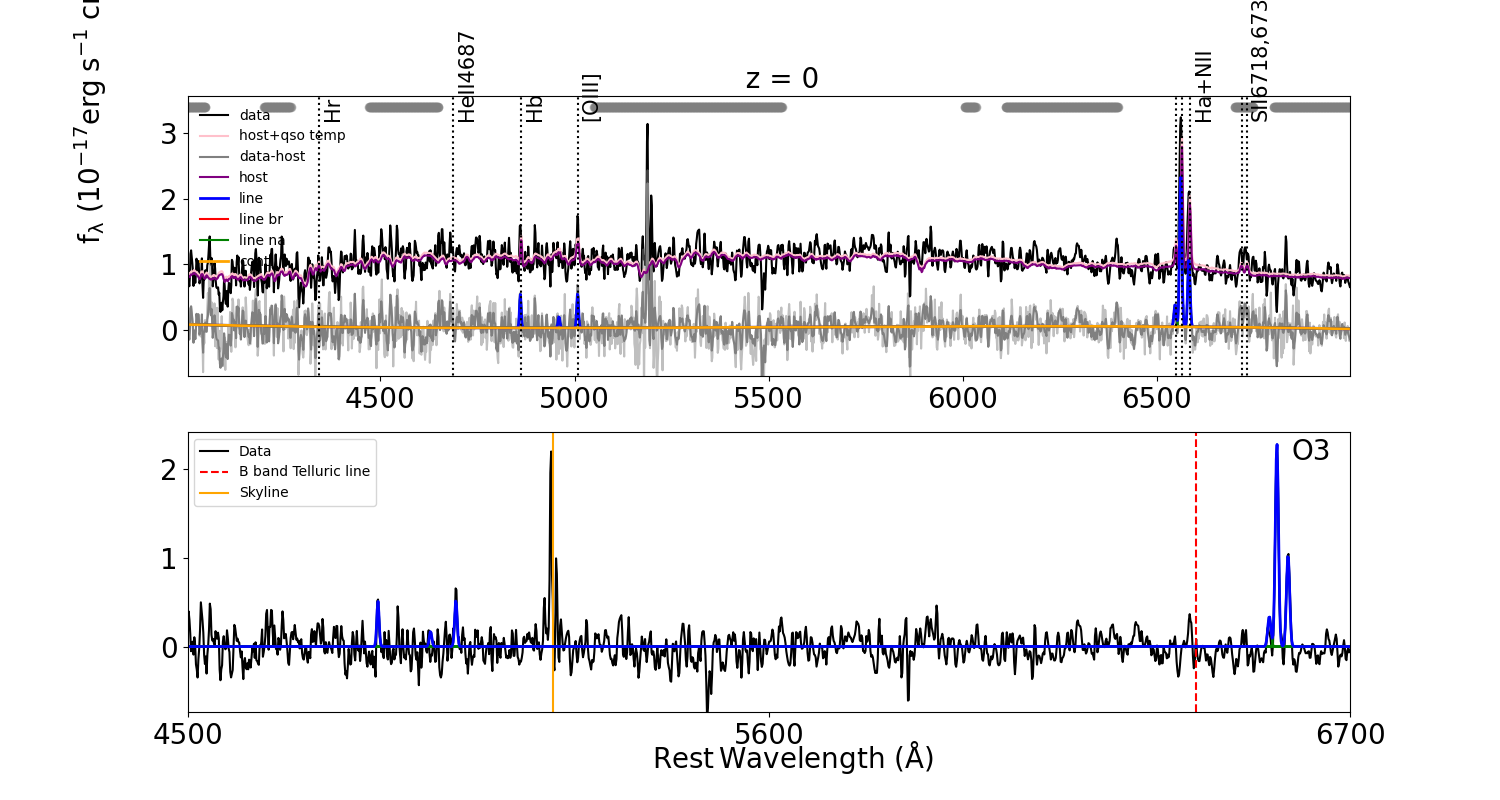 z = 0
f_λ (10^−17 erg s^−1
Hr
HeII4687
Hb
[OIII]
Ha+NII
SII6718,673
data
host+qso temp
data-host
host
line
line br
line na
3
2
1
0
4500 5000 5500 6000 6500
Data
B band Telluric line
Skyline
O3
2
1
0
4500 5600 6700
Rest Wavelength (Å)